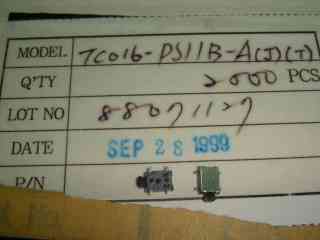 MODEL TC016-PS11B-A(J)(T)
Q'TY 2000 PCS
LOT NO 88071127
DATE SEP 28 1999
P/N